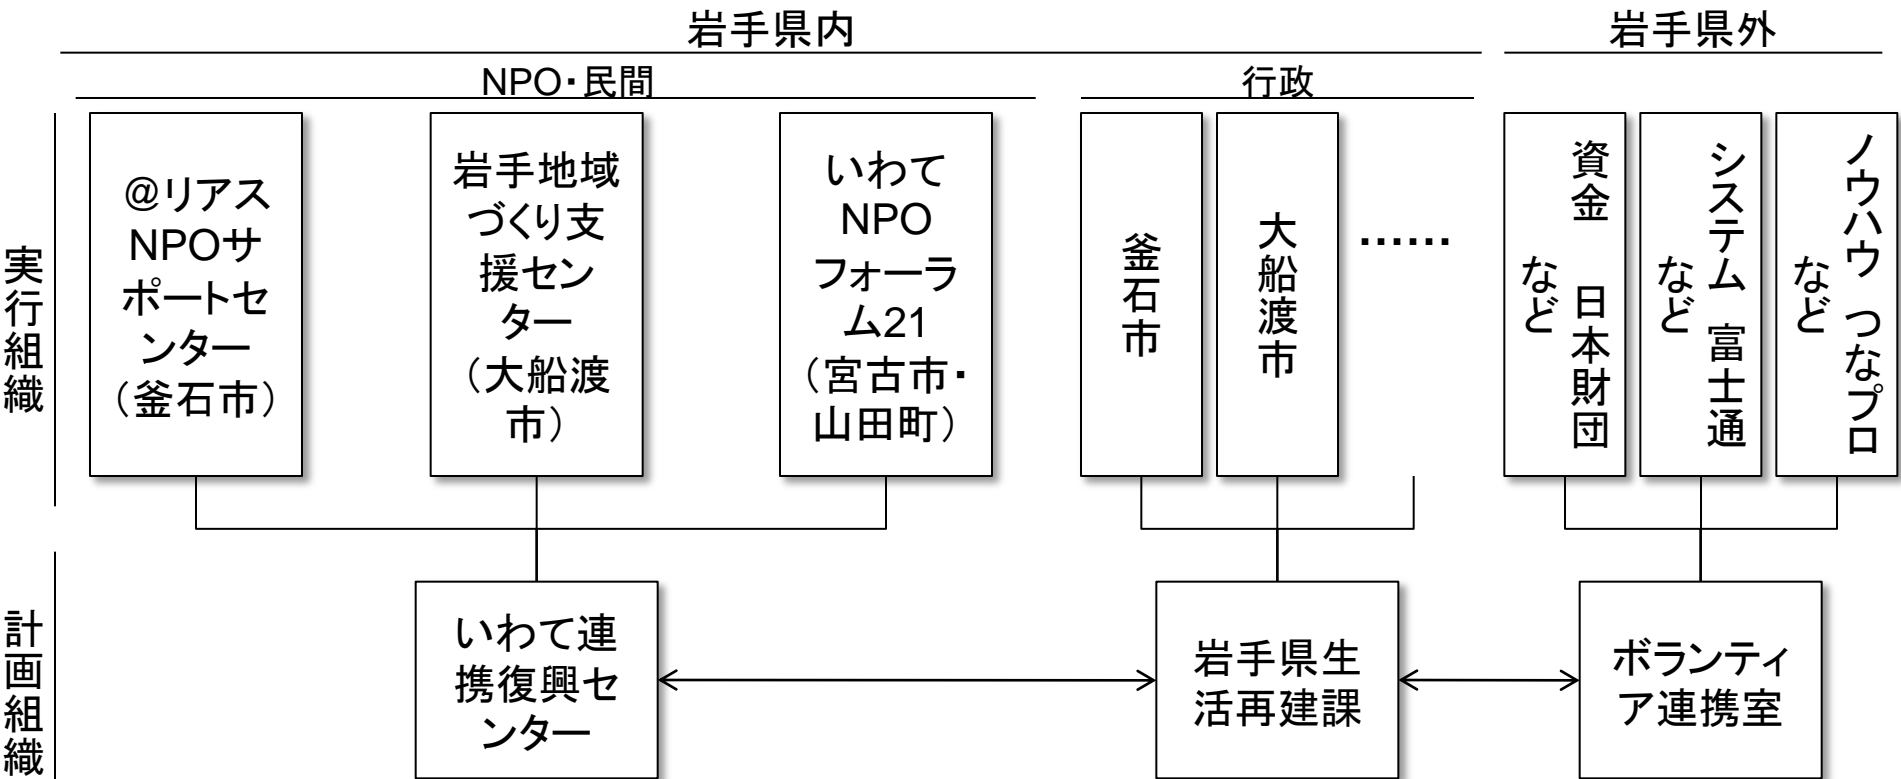 岩手県内
岩手県外
NPO・民間
行政
実行組織
@リアス
NPOサ
ポートセ
ンター
(釜石市)
岩手地域
づくり支
援セン
ター
(大船渡
市)
いわて
NPO
フォーラ
ム21
(宮古市・
山田町)
釜石市
大船渡市
……
資金 日本財団
など
システム 富士通
など
ノウハウ つなプロ
など
計画組織
いわて連
携復興セ
ンター
岩手県生
活再建課
ボランティ
ア連携室